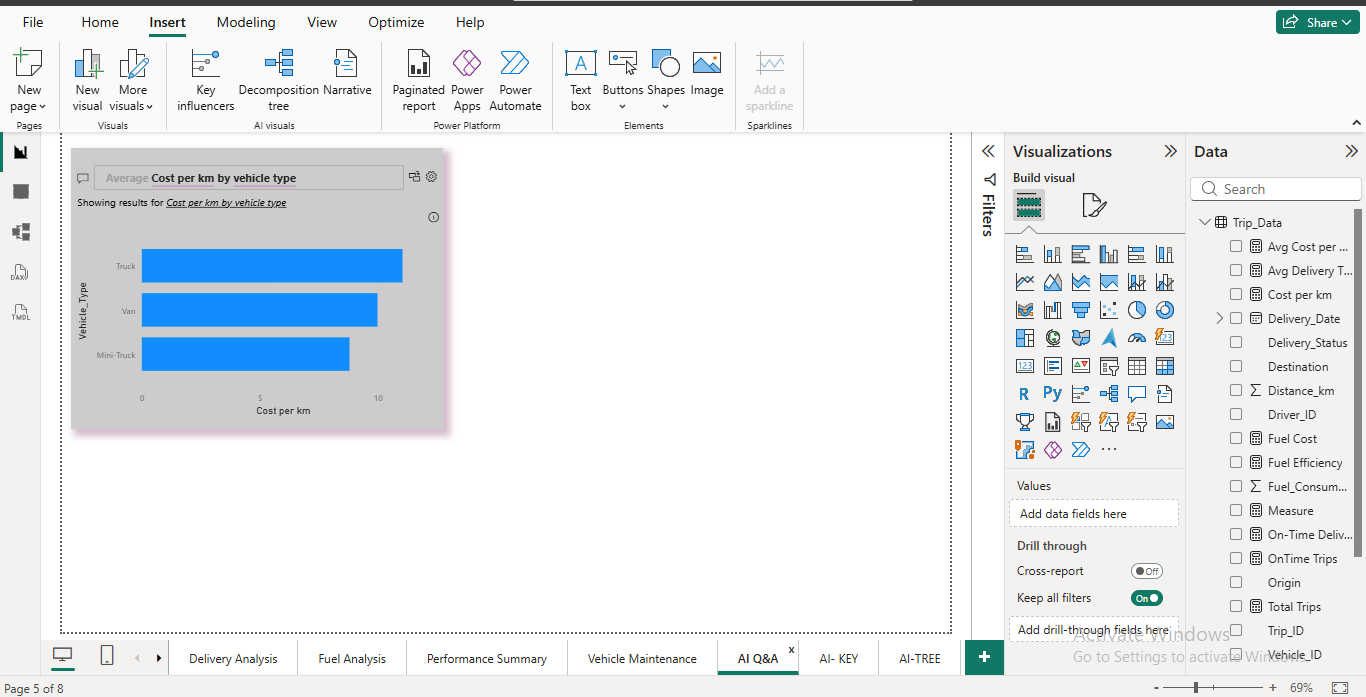 File Home Insert Modeling View Optimize Help Share
New page
New visual
More visuals
Key influencers
Decomposition tree
Narrative
Paginated report
Power Apps
Power Automate
Text box
Buttons
Shapes
Image
Add a sparkline
Pages Visuals AI visuals Power Platform Elements Sparklines
Average Cost per km by vehicle type
Showing results for Cost per km by vehicle type
Vehicle_Type
Truck
Van
Mini-Truck
0 5 10
Cost per km
DAX
TMDL
Filters
Visualizations
Build visual
123
123
R Py
Values
Add data fields here
Drill through
Cross-report Off
Keep all filters On
Add drill-through fields here
Data
Search
Trip_Data
Avg Cost per ...
Avg Delivery T...
Cost per km
Delivery_Date
Delivery_Status
Destination
Distance_km
Driver_ID
Fuel Cost
Fuel Efficiency
Fuel_Consum...
Measure
On-Time Deliv...
OnTime Trips
Origin
Total Trips
Trip_ID
Vehicle_ID
Activate Windows
Go to Settings to activate Windows.
Delivery Analysis Fuel Analysis Performance Summary Vehicle Maintenance AI Q&A x AI- KEY AI-TREE +
Page 5 of 8 - + 69%